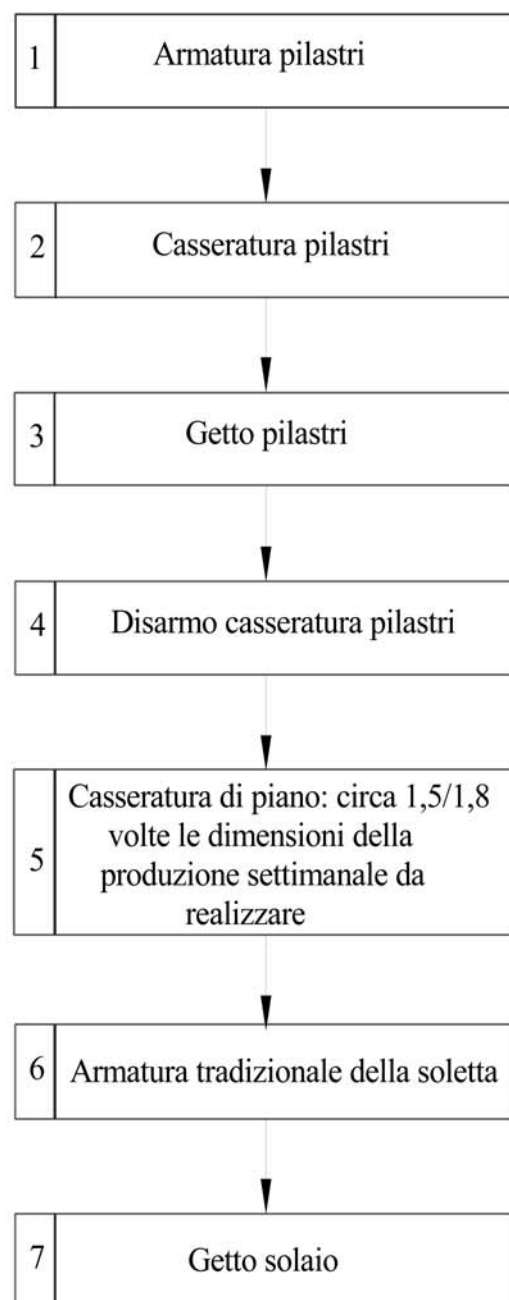 1 Armatura pilastri
2 Casseratura pilastri
3 Getto pilastri
4 Disarmo casseratura pilastri
5 Casseratura di piano: circa 1,5/1,8
volte le dimensioni della
produzione settimanale da
realizzare
6 Armatura tradizionale della soletta
7 Getto solaio